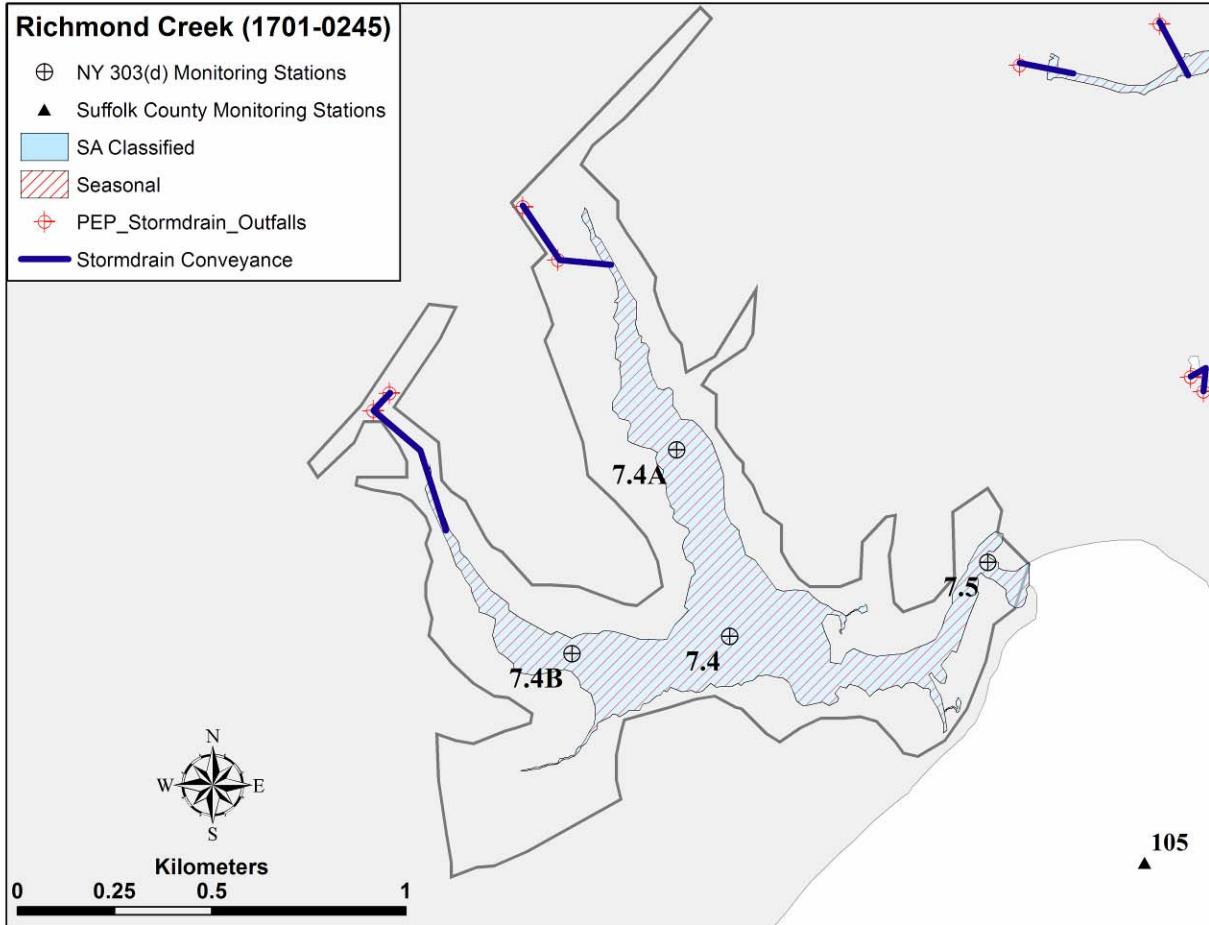 Richmond Creek (1701-0245)
NY 303(d) Monitoring Stations
Suffolk County Monitoring Stations
SA Classified
Seasonal
PEP_Stormdrain_Outfalls
Stormdrain Conveyance
7.4A
7.5
7.4
7.4B
N
W E
S
105
Kilometers
0 0.25 0.5 1